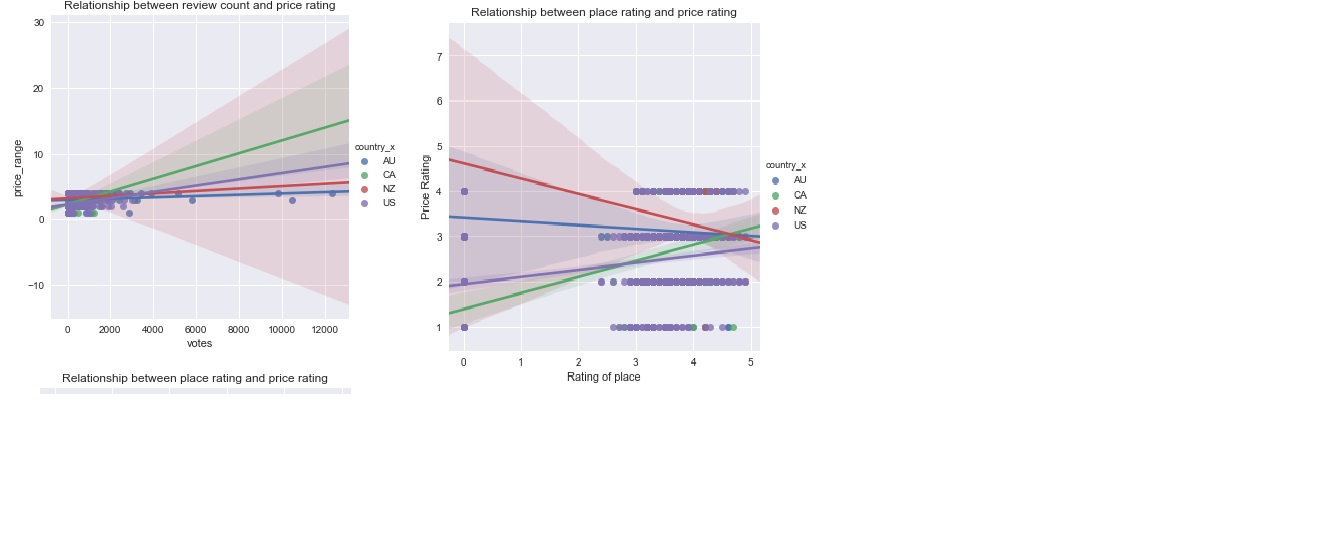 Relationship between review count and price rating
30
20
10
0
−10
price_range
0 2000 4000 6000 8000 10000 12000
votes
country_x
AU
CA
NZ
US
Relationship between place rating and price rating
7
6
5
4
3
2
1
Price Rating
0 1 2 3 4 5
Rating of place
country_x
AU
CA
NZ
US
Relationship between place rating and price rating